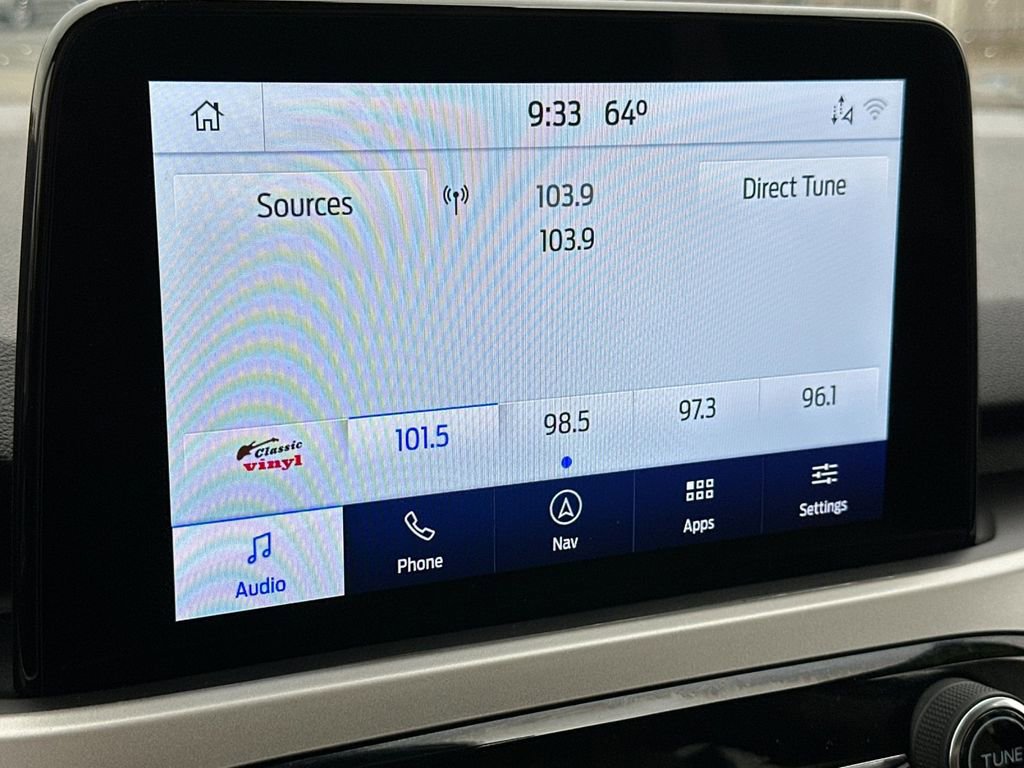 9:33 64º
Sources
103.9
Direct Tune
103.9
Classic
vinyl
101.5
98.5
97.3
96.1
Audio
Phone
Nav
Apps
Settings
TUNE